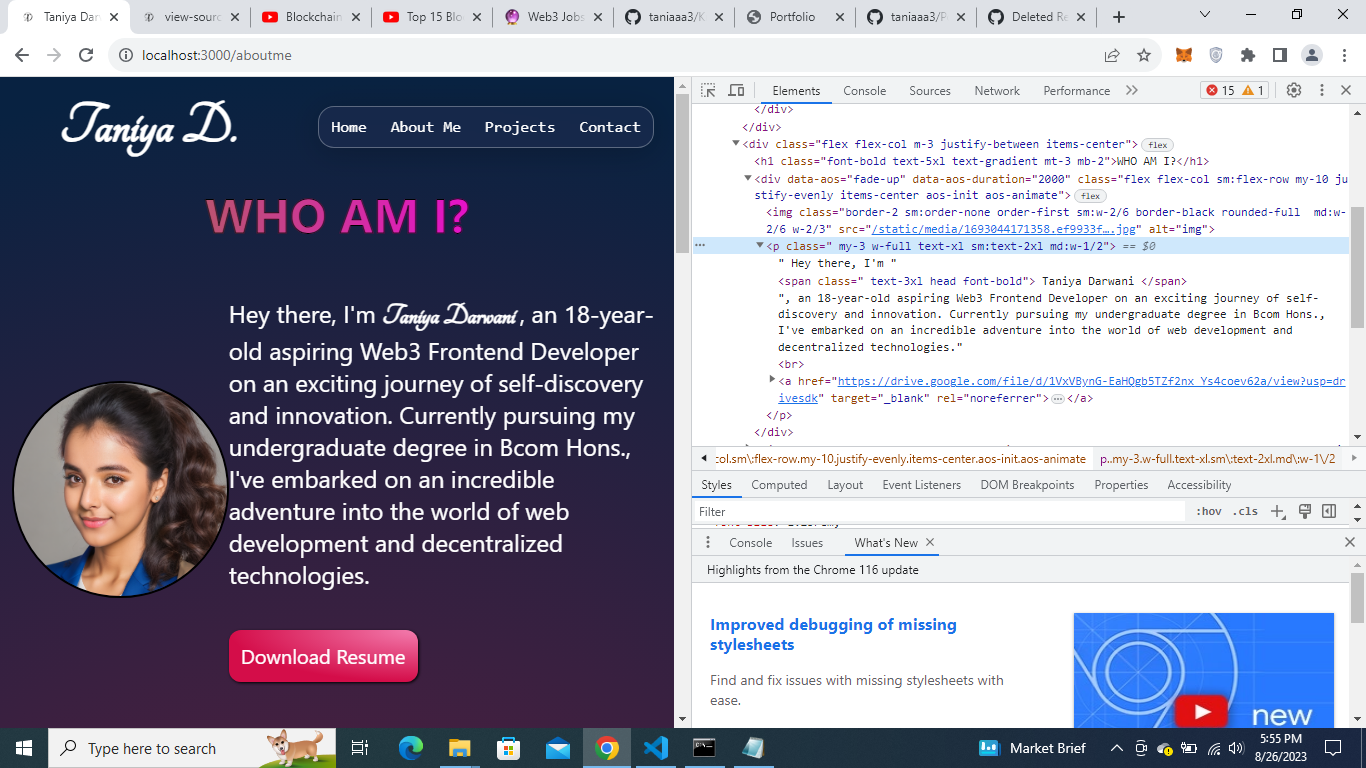 Taniya Dar
view-sourc
Blockchain
Top 15 Blo
Web3 Jobs
taniaaa3/K
Portfolio
taniaaa3/P
Deleted Re
localhost:3000/aboutme
Taniya D.
Home About Me Projects Contact
WHO AM I?
Hey there, I'm Taniya Darwani , an 18-year-
old aspiring Web3 Frontend Developer
on an exciting journey of self-discovery
and innovation. Currently pursuing my
undergraduate degree in Bcom Hons.,
I've embarked on an incredible
adventure into the world of web
development and decentralized
technologies.
Download Resume
Elements Console Sources Network Performance 15 1
</div>
</div>
<div class="flex flex-col m-3 justify-between items-center"> flex
<h1 class="font-bold text-5xl text-gradient mt-3 mb-2">WHO AM I?</h1>
<div data-aos="fade-up" data-aos-duration="2000" class="flex flex-col sm:flex-row my-10 ju
stify-evenly items-center aos-init aos-animate"> flex
<img class="border-2 sm:order-none order-first sm:w-2/6 border-black rounded-full  md:w-
2/6 w-2/3" src="/static/media/1693044171358.ef9933f….jpg" alt="img">
<p class=" my-3 w-full text-xl sm:text-2xl md:w-1/2"> == $0
" Hey there, I'm "
<span class=" text-3xl head font-bold"> Taniya Darwani </span>
", an 18-year-old aspiring Web3 Frontend Developer on an exciting journey of self-
discovery and innovation. Currently pursuing my undergraduate degree in Bcom Hons.,
I've embarked on an incredible adventure into the world of web development and
decentralized technologies."
<br>
<a href="https://drive.google.com/file/d/1VxVBynG-EaHOgb5TZf2nx_Ys4coev62a/view?usp=dr
ivesdk" target="_blank" rel="noreferrer"></a>
</p>
</div>
col.sm\:flex-row.my-10.justify-evenly.items-center.aos-init.aos-animate p..my-3.w-full.text-xl.sm\:text-2xl.md\:w-1\/2
Styles Computed Layout Event Listeners DOM Breakpoints Properties Accessibility
Filter :hov .cls
Console Issues What's New
Highlights from the Chrome 116 update
Improved debugging of missing
stylesheets
Find and fix issues with missing stylesheets with
ease.
new
Type here to search
Market Brief
5:55 PM
8/26/2023